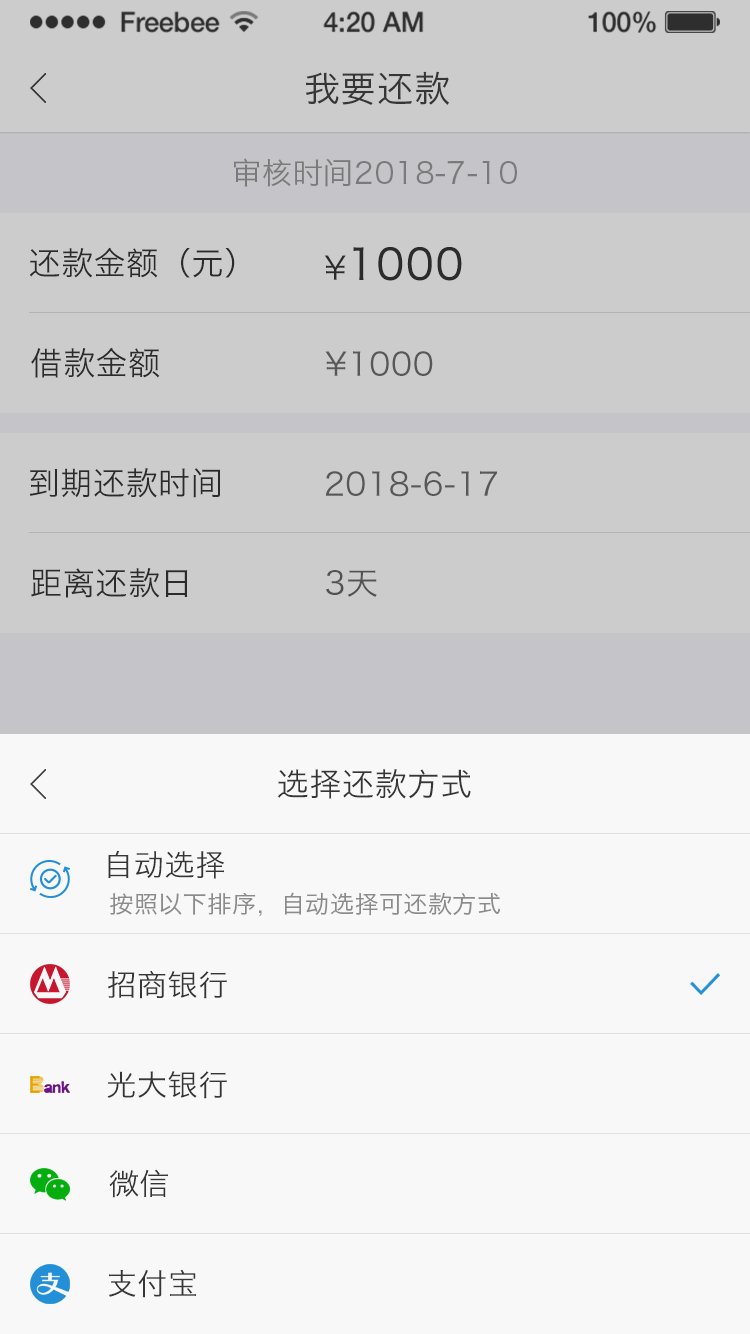 Freebee 4:20 AM 100%
我要还款
审核时间2018-7-10
还款金额（元） ¥1000
借款金额 ¥1000
到期还款时间 2018-6-17
距离还款日 3天
选择还款方式
自动选择
按照以下排序，自动选择可还款方式
招商银行
Bank 光大银行
微信
支 支付宝